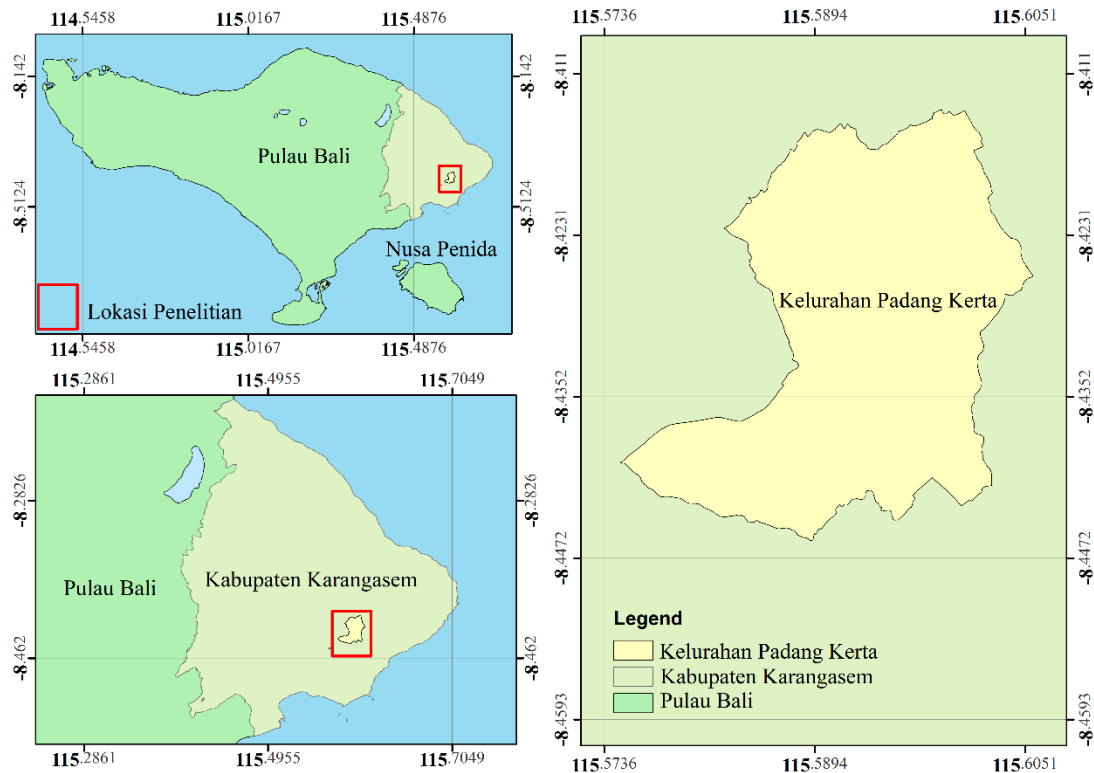 114.5458 115.0167 115.4876
-8.142
-8.142
Pulau Bali
-8.5124
-8.5124
Nusa Penida
Lokasi Penelitian
114.5458 115.0167 115.4876
115.2861 115.4955 115.7049
-8.2826
-8.2826
Pulau Bali
Kabupaten Karangasem
-8.462
-8.462
115.2861 115.4955 115.7049
115.5736 115.5894 115.6051
-8.411
-8.411
-8.4231
-8.4231
Kelurahan Padang Kerta
-8.4352
-8.4352
-8.4472
-8.4472
Legend
Kelurahan Padang Kerta
Kabupaten Karangasem
Pulau Bali
-8.4593
-8.4593
115.5736 115.5894 115.6051